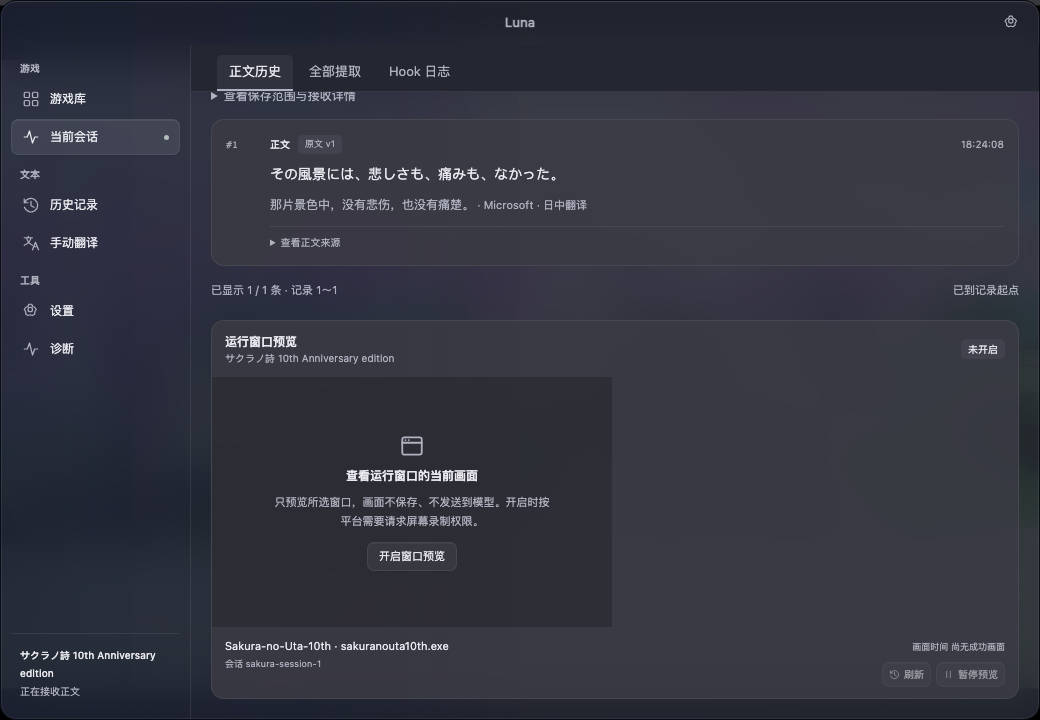 Luna
游戏
游戏库
当前会话
文本
历史记录
手动翻译
工具
设置
诊断
サクラノ詩 10th Anniversary
edition
正在接收正文
正文历史
全部提取
Hook 日志
查看保存范围与接收详情
#1 正文 原文 v1 18:24:08
その風景には、悲しさも、痛みも、なかった。
那片景色中，没有悲伤，也没有痛楚。 · Microsoft · 日中翻译
查看正文来源
已显示 1 / 1 条 · 记录 1～1 已到记录起点
运行窗口预览
サクラノ詩 10th Anniversary edition
未开启
查看运行窗口的当前画面
只预览所选窗口，画面不保存、不发送到模型。开启时按
平台需要请求屏幕录制权限。
开启窗口预览
Sakura-no-Uta-10th · sakuranouta10th.exe
会话 sakura-session-1
画面时间 尚无成功画面
刷新
暂停预览